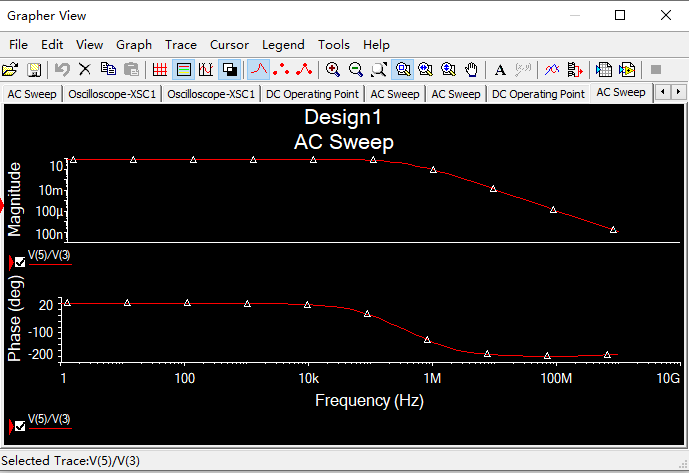 Grapher View
File Edit View Graph Trace Cursor Legend Tools Help
AC Sweep Oscilloscope-XSC1 Oscilloscope-XSC1 DC Operating Point AC Sweep AC Sweep DC Operating Point AC Sweep
Design1
AC Sweep
Magnitude
10
10m
100µ
100n
V(5)/V(3)
Phase (deg)
20
-100
-200
1 100 10k 1M 100M 10G
Frequency (Hz)
V(5)/V(3)
Selected Trace:V(5)/V(3)